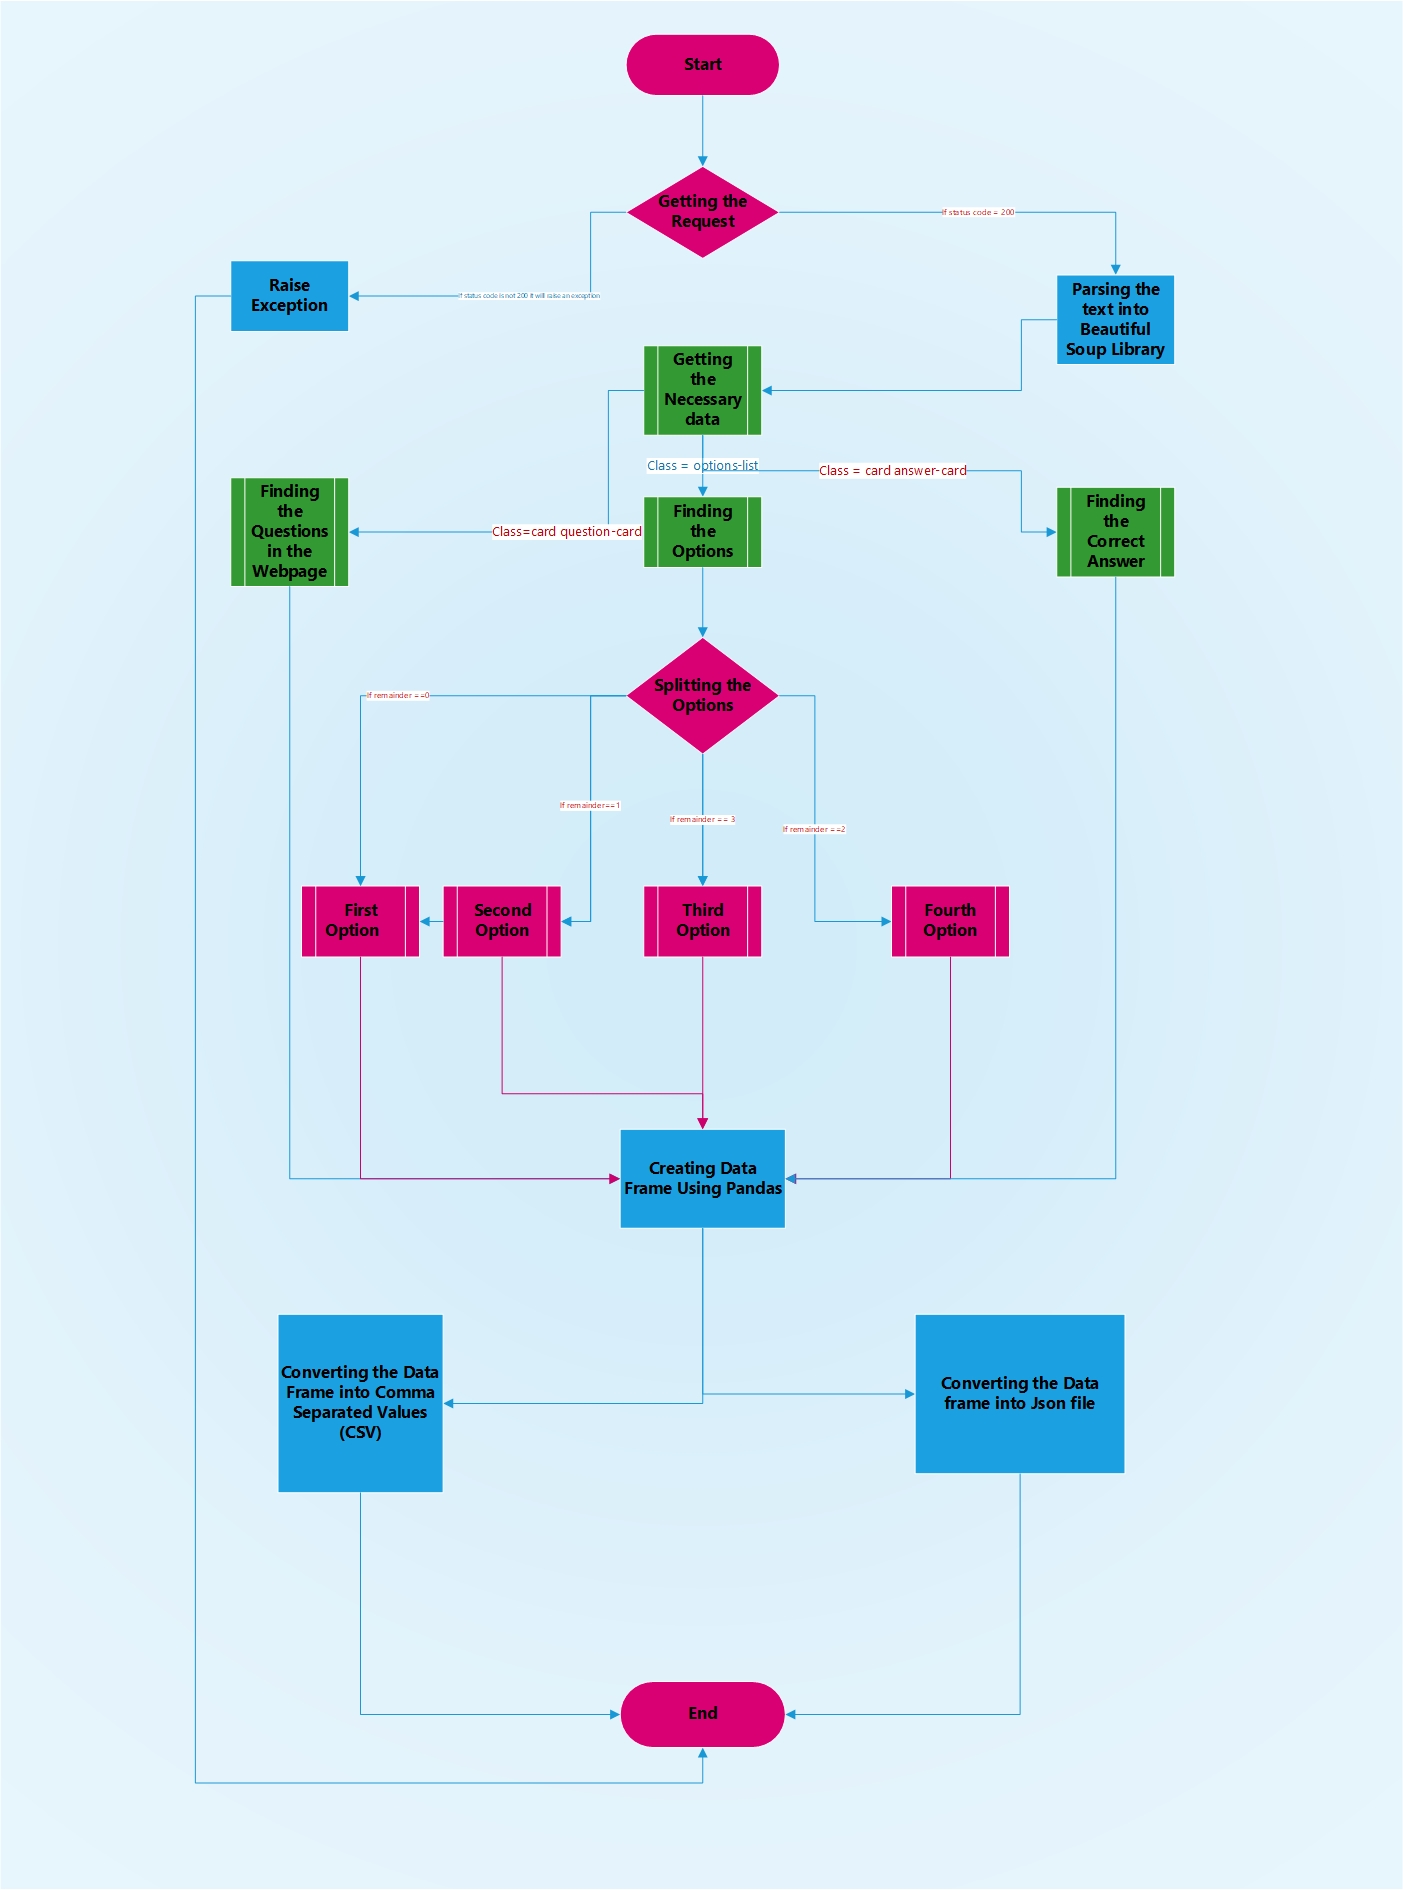 Start
Getting the
Request
If status code = 200
If status code is not 200 it will raise an exception
Raise
Exception
Parsing the
text into
Beautiful
Soup Library
Getting
the
Necessary
data
Class = options-list
Class = card answer-card
Class=card question-card
Finding
the
Questions
in the
Webpage
Finding
the
Options
Finding
the
Correct
Answer
Splitting the
Options
If remainder ==0
If remainder==1
If remainder == 3
If remainder ==2
First
Option
Second
Option
Third
Option
Fourth
Option
Creating Data
Frame Using Pandas
Converting the Data
Frame into Comma
Separated Values
(CSV)
Converting the Data
frame into Json file
End